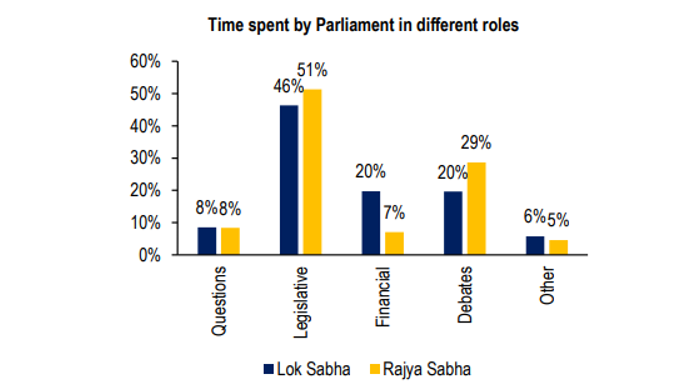 Time spent by Parliament in different roles
60%
50%
40%
30%
20%
10%
0%
46% 51%
8% 8%
20% 7%
20% 29%
6% 5%
Questions
Legislative
Financial
Debates
Other
Lok Sabha Rajya Sabha